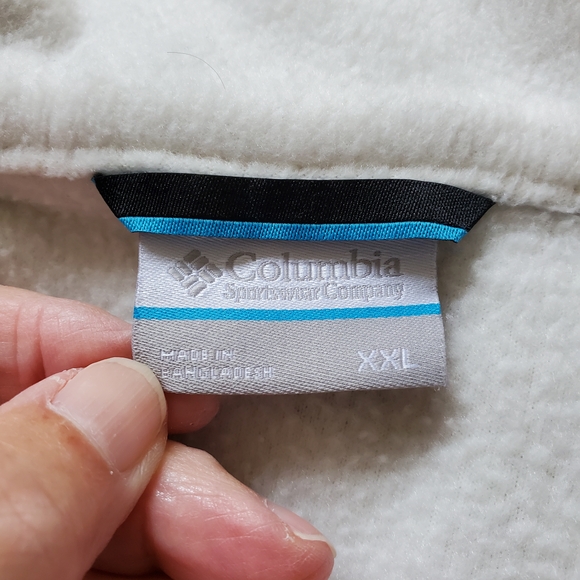 Columbia
Sportswear Company
MADE IN
BANGLADESH
XXL